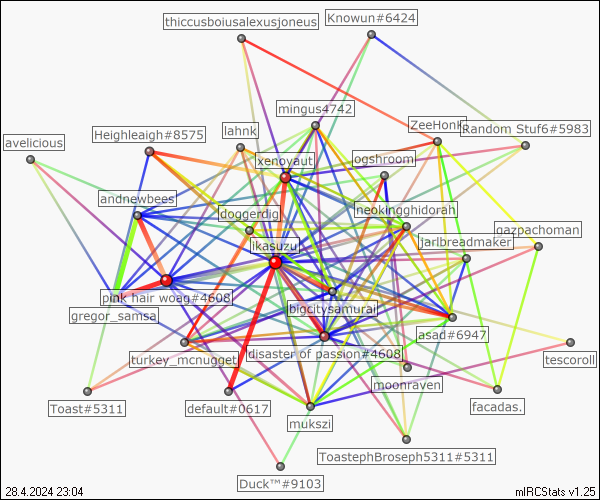 thiccusboiusalexusjoneus
Knowun#6424
mingus4742
ZeeHonk
Random Stuf6#5983
avelicious
Heighleaigh#8575
lahnk
xenoyaut
ogshroom
andnewbees
doggerdig
neokingghidorah
gazpachoman
ikasuzu
jarlbreadmaker
pink hair woag#4608
bigcitysamurai
gregor_sansa
asad#6947
turkey_mcnugget
disaster of passion#4608
tescoroll
moonraven
Toast#5311
default#0617
facadas.
mukszi
ToastephBroseph5311#5311
Duck™#9103
28.4.2024 23:04
mIRCStats v1.25